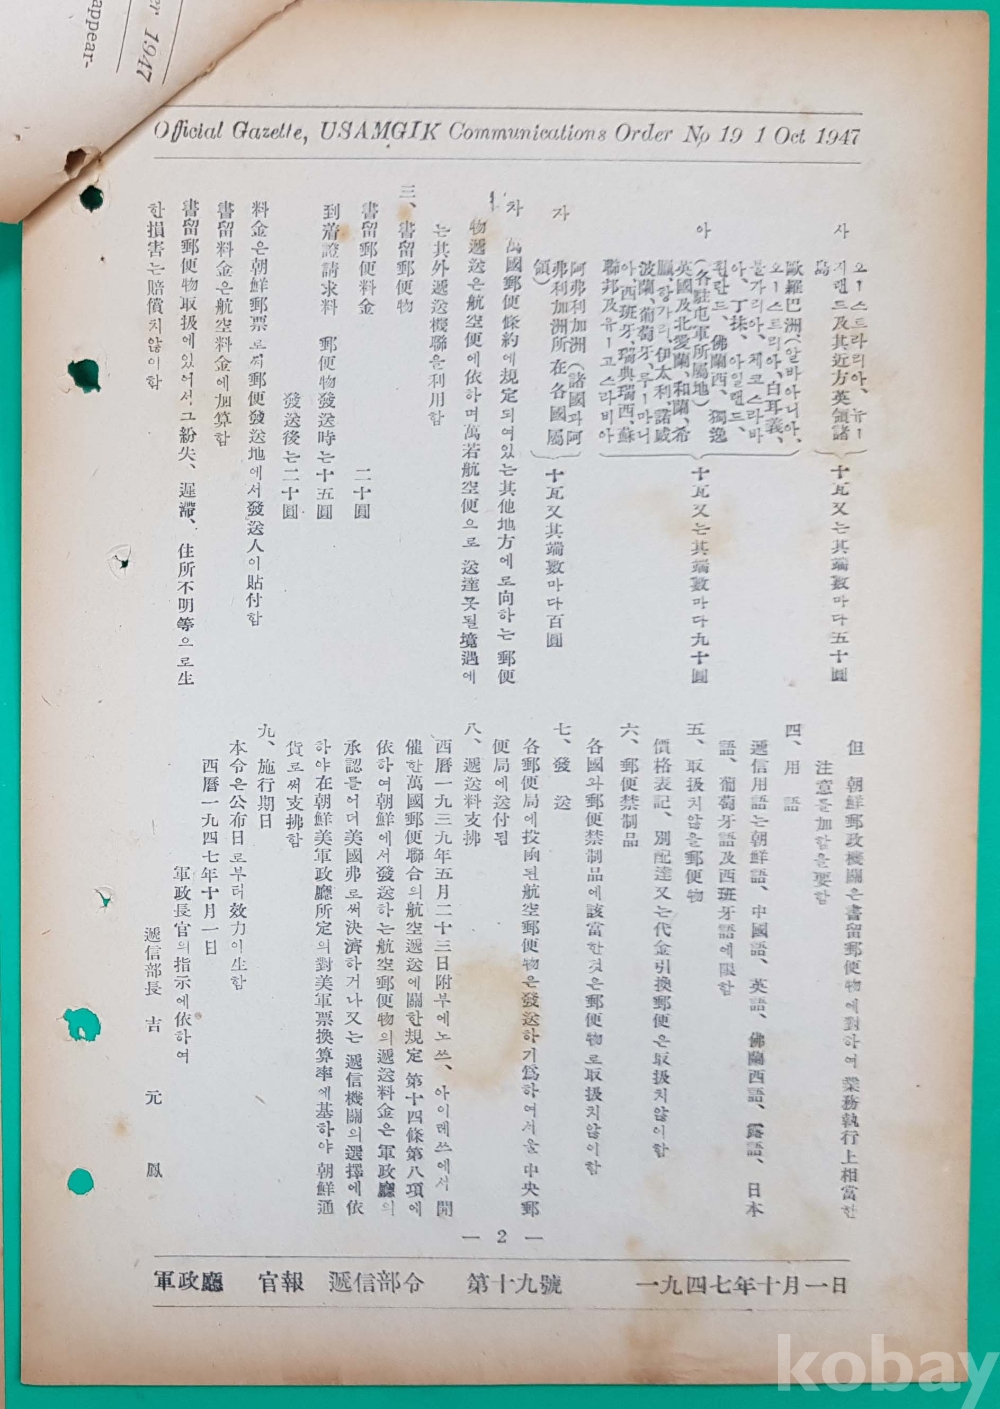 er 1947
appear-
Official Gazette, USAMGIK Communications Order No 19 1 Oct 1947
사
오ー스트라리아、뉴ー
지랜드及其近方英領諸
島
十瓦又는其端數마다五十圓
아
歐羅巴洲(알바아니아、
오ー스트리아、白耳義、
불가리아、체코스라바
아、丁抹、아일랜드、
핀란드、佛蘭西、獨逸
(各駐屯軍所屬地)
英國及北愛蘭、和蘭、希
臘、항가리、伊太利、諾威
波蘭、葡萄牙、루ー마니
아、西班牙、瑞典瑞西、蘇
聯邦及유ー고스라비아
十瓦又는其端數마다九十圓
자
阿弗利加洲(諸國과阿
弗利加洲所在各國屬
領)
十瓦又其端數마다百圓
차 萬國郵便條約에規定되여있는其他地方에로向하는郵便
物遞送은航空便에依하며萬若航空便으로送達못될境遇에
는其外遞送機聯을利用함
三、書留郵便物
書留郵便料金 二十圓
到着證請求料 郵便物發送時는十五圓
發送後는二十圓
料金은朝鮮郵票로써郵便發送地에서發送人이貼付함
書留料金은航空料金에加算함
書留郵便物取扱에있어서그紛失、遲滯、住所不明等으로生
한損害는賠償치않이함
但 朝鮮郵政機關은書留郵便物에對하여業務執行上相當한
注意를加함을要함
四、用語
遞信用語는朝鮮語、中國語、英語、佛蘭西語、露語、日本
語、葡萄牙語及西班牙語에限함
五、取扱치않을郵便物
價格表記、別配達又는代金引換郵便은取扱치않이함
六、郵便禁制品
各國와郵便禁制品에該當한것은郵便物로取扱치않이함
七、發送
各郵便局에投函된航空郵便物은發送하기爲하여서울中央郵
便局에送付됨
八、遞送料支拂
西曆一九三九年五月二十三日附부에노쓰、아이레쓰에서開
催한萬國郵便聯合의航空遞送에關한規定第十四條第八項에
依하여朝鮮에서發送하는航空郵便物의遞送料金은軍政廳의
承認를어더美國弗로써決濟하거나又는遞信機關의選擇에依
하야在朝鮮美軍政廳所定의對美軍票換算率에基하야朝鮮通
貨로써支拂함
九、施行期日
本令은公布日로부터效力이生함
西曆一九四七年十月一日
軍政長官의指示에依하여
遞信部長 吉元鳳
— 2 —
軍政廳 官報 遞信部令 第十九號 一九四七年十月一日
kobay